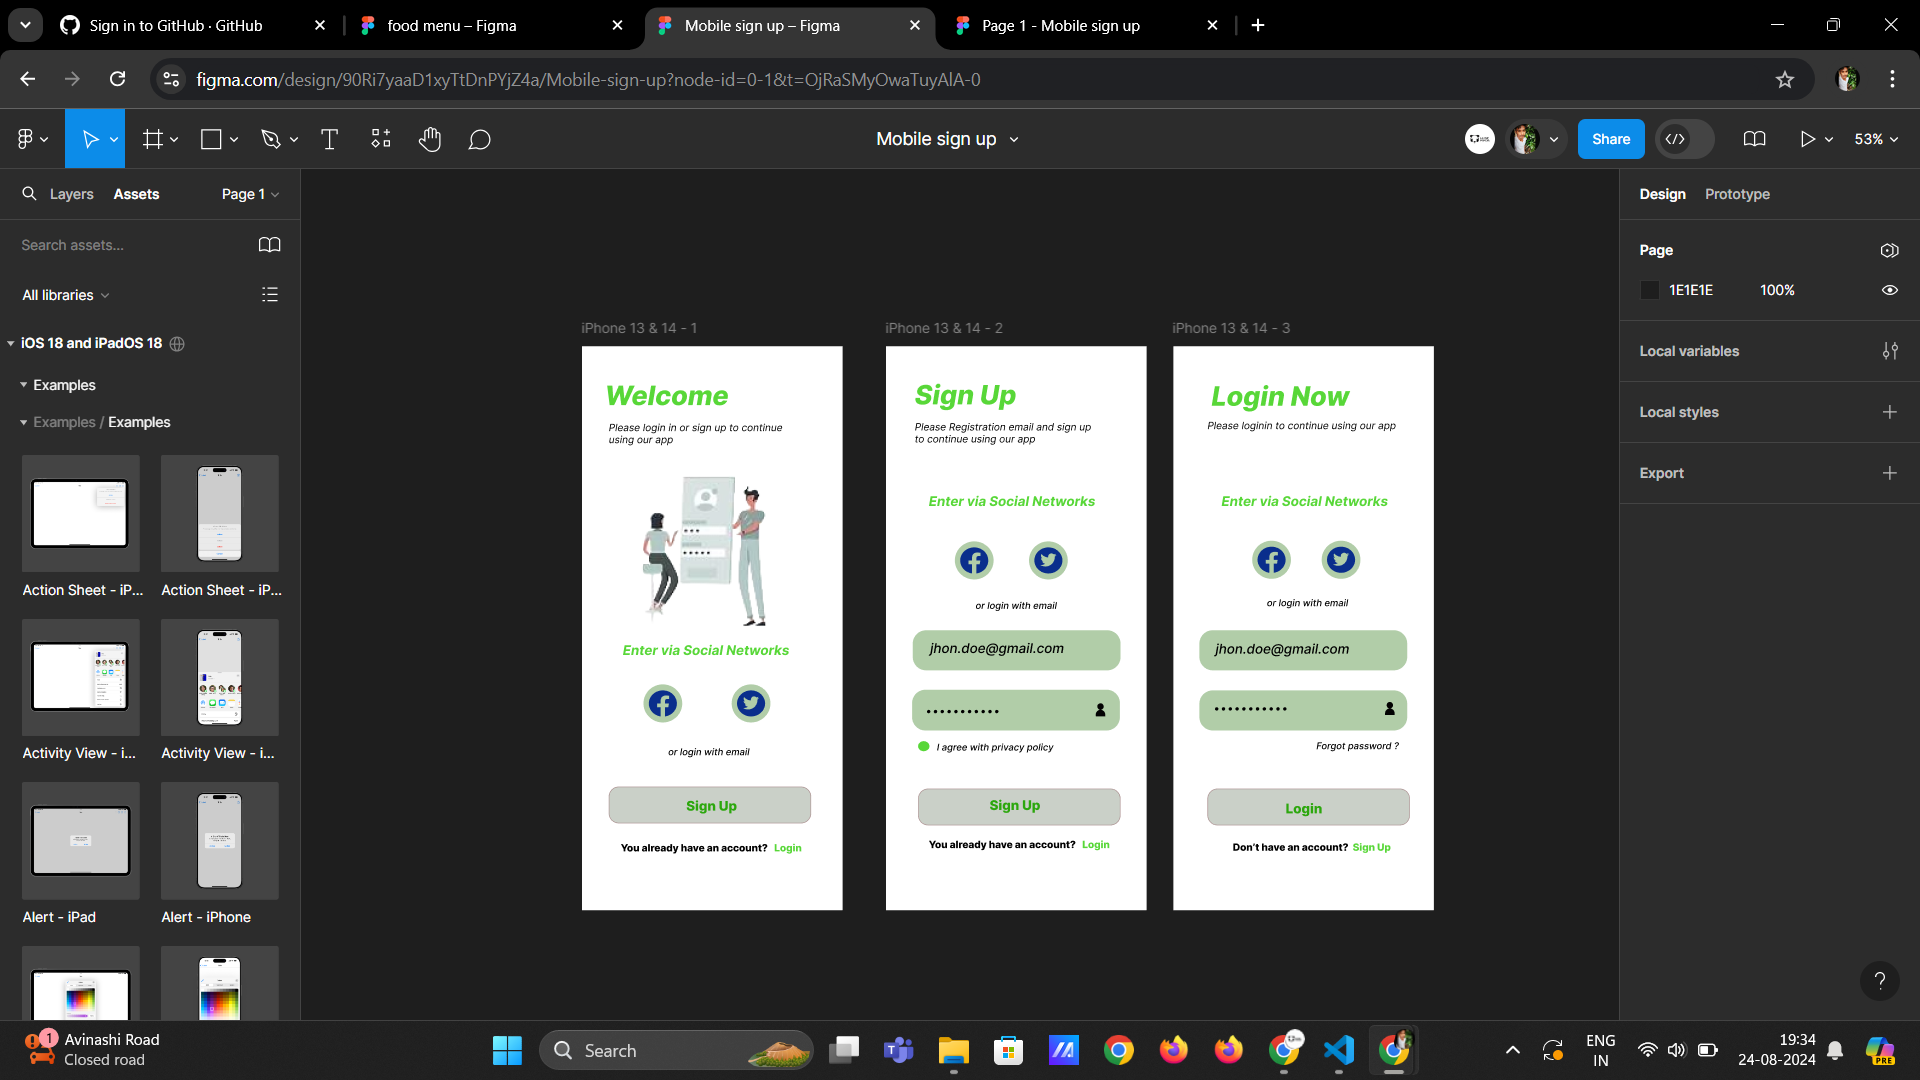 Sign in to GitHub · GitHub
food menu – Figma
Mobile sign up – Figma
Page 1 - Mobile sign up
figma.com/design/90Ri7yaaD1xyTtDnPYjZ4a/Mobile-sign-up?node-id=0-1&t=OjRaSMyOwaTuyAlA-0
Mobile sign up
Share
53%
Layers
Assets
Page 1
Design
Prototype
Search assets...
All libraries
iOS 18 and iPadOS 18
Examples
Examples / Examples
Action Sheet - iP...
Action Sheet - iP...
Activity View - i...
Activity View - i...
Alert - iPad
Alert - iPhone
iPhone 13 & 14 - 1
Welcome
Please login in or sign up to continue
using our app
Enter via Social Networks
or login with email
Sign Up
You already have an account? Login
iPhone 13 & 14 - 2
Sign Up
Please Registration email and sign up
to continue using our app
Enter via Social Networks
or login with email
jhon.doe@gmail.com
•••••••••••
I agree with privacy policy
Sign Up
You already have an account? Login
iPhone 13 & 14 - 3
Login Now
Please loginin to continue using our app
Enter via Social Networks
or login with email
jhon.doe@gmail.com
•••••••••••
Forgot password ?
Login
Don't have an account? Sign Up
Page
1E1E1E
100%
Local variables
Local styles
Export
?
1
Avinashi Road
Closed road
Search
ENG
IN
19:34
24-08-2024
PRE